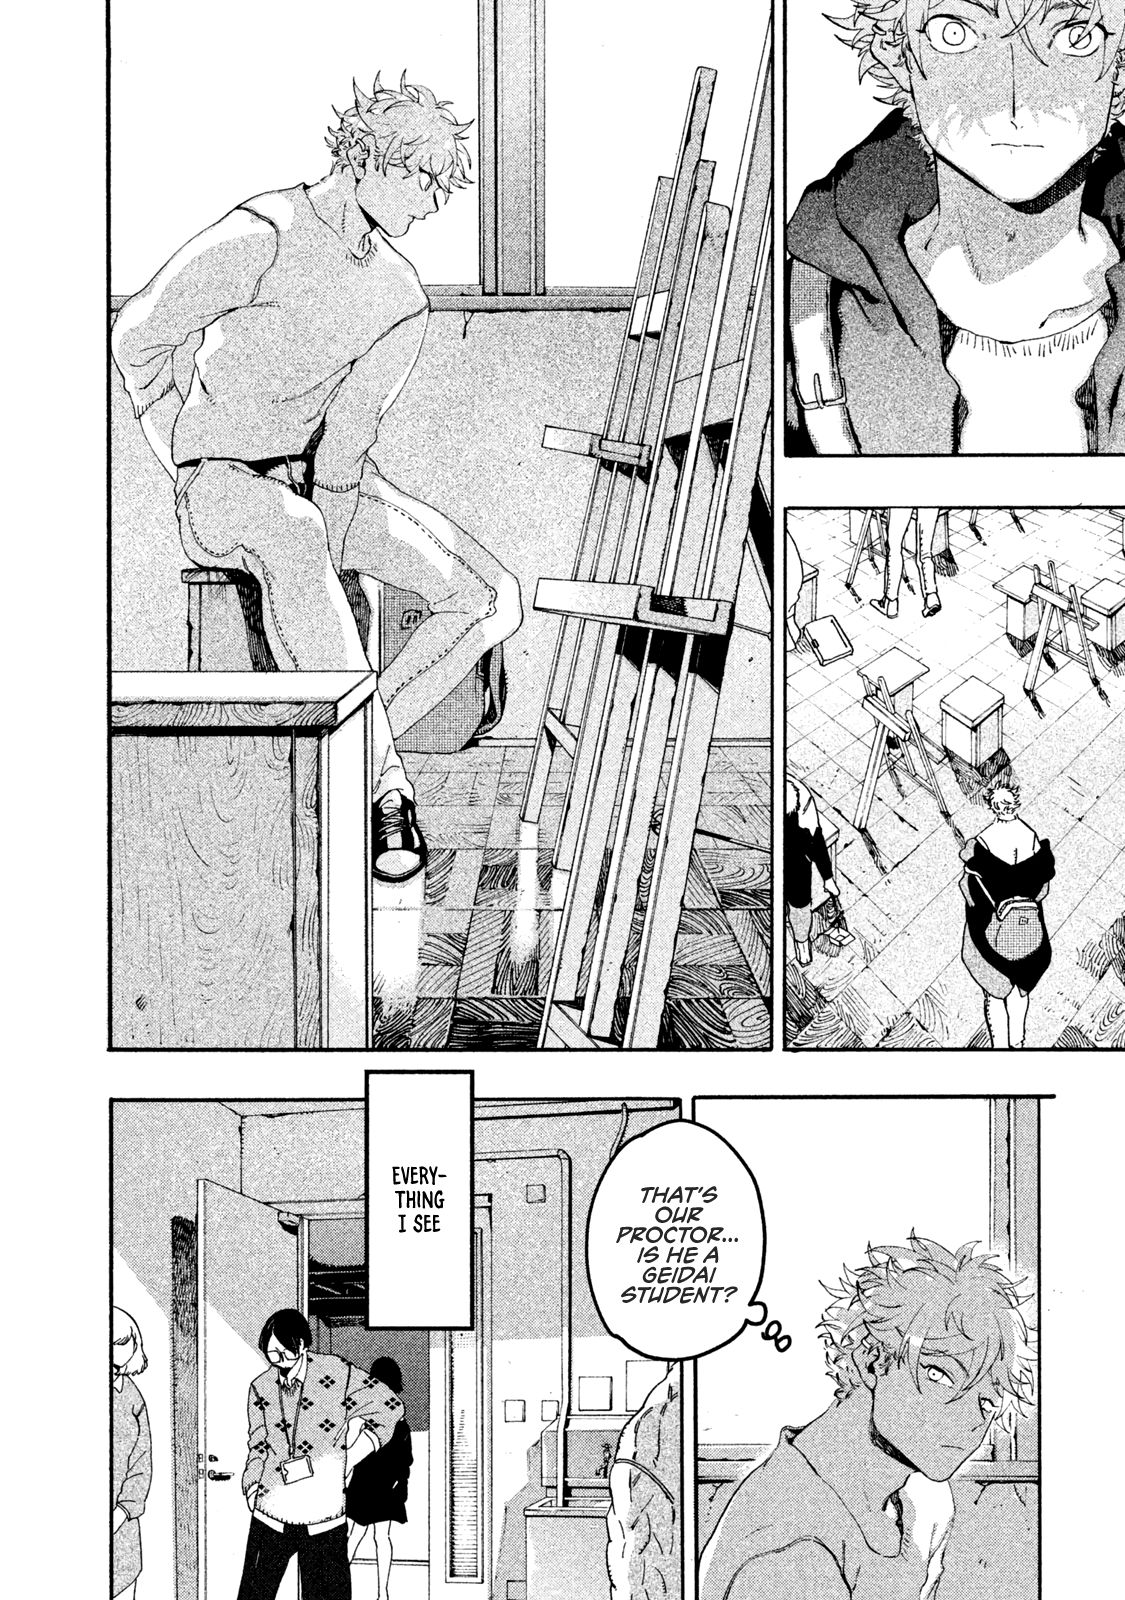 THAT'S
OUR
PROCTOR...
IS HE A
GEIDAI
STUDENT?
EVERY-
THING
I SEE